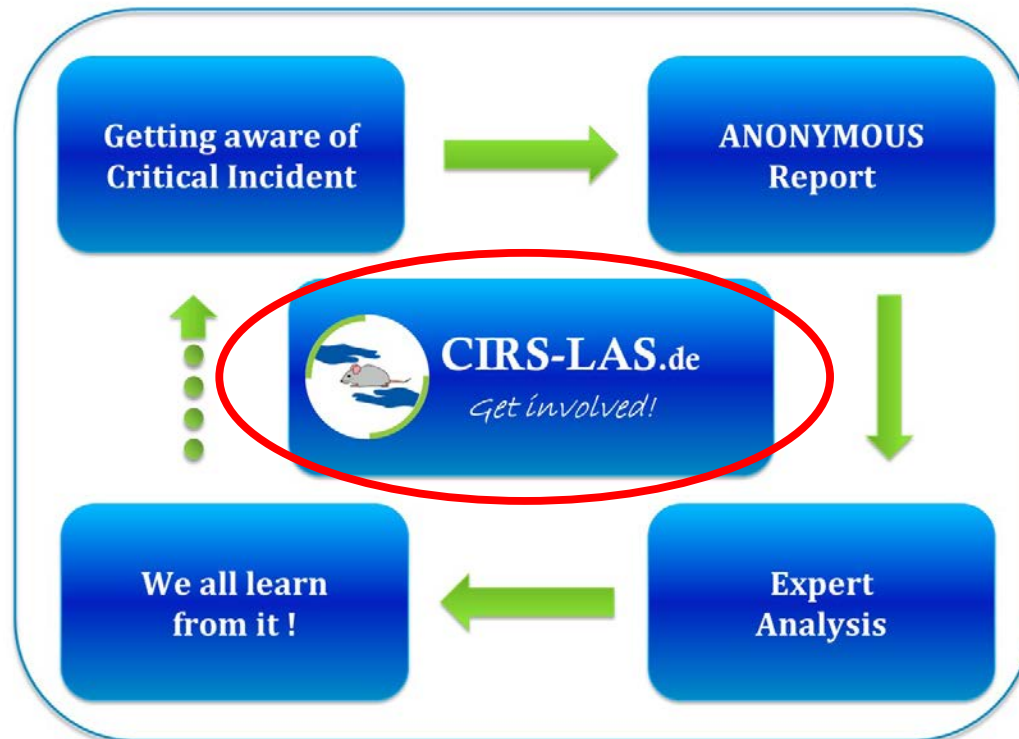 Getting aware of
Critical Incident
ANONYMOUS
Report
CIRS-LAS.de
Get involved!
We all learn
from it !
Expert
Analysis